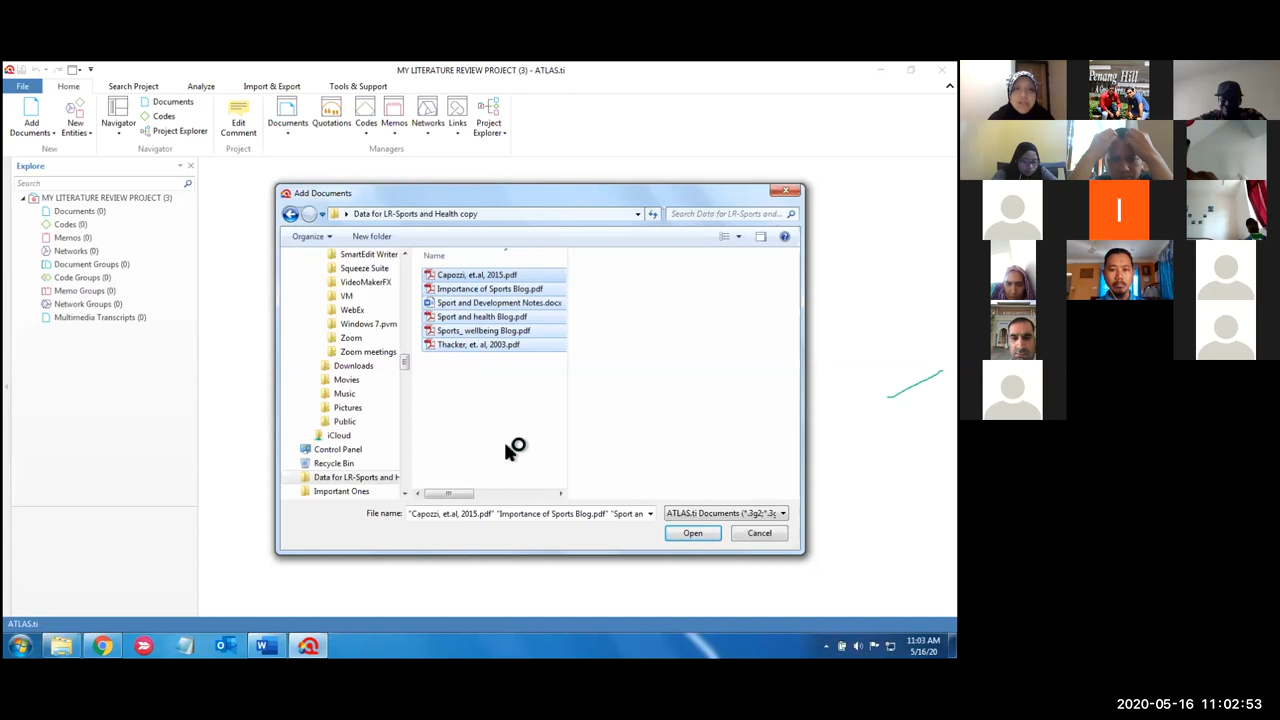 MY LITERATURE REVIEW PROJECT (3) - ATLAS.ti
File Home Search Project Analyze Import & Export Tools & Support
Documents
Codes
Project Explorer
Add Documents
New Entities
Navigator
Edit Comment
Documents
Quotations
Codes
Memos
Networks
Links
Project Explorer
New Navigator Project Managers
Explore
Search
MY LITERATURE REVIEW PROJECT (3)
Documents (0)
Codes (0)
Memos (0)
Networks (0)
Document Groups (0)
Code Groups (0)
Memo Groups (0)
Network Groups (0)
Multimedia Transcripts (0)
Add Documents
Data for LR-Sports and Health copy
Search Data for LR-Sports and...
Organize New folder
SmartEdit Writer
Squeeze Suite
VideoMakerFX
VM
WebEx
Windows 7.pvm
Zoom
Zoom meetings
Downloads
Movies
Music
Pictures
Public
iCloud
Control Panel
Recycle Bin
Data for LR-Sports and H
Important Ones
Name
Capozzi, et.al, 2015.pdf
Importance of Sports Blog.pdf
Sport and Development Notes.docx
Sport and health Blog.pdf
Sports_ wellbeing Blog.pdf
Thacker, et. al, 2003.pdf
File name: "Capozzi, et.al, 2015.pdf" "Importance of Sports Blog.pdf" "Sport an
ATLAS.ti Documents (*.3g2;*.3g
Open Cancel
ATLAS.ti
11:03 AM
5/16/20
Penang Hill
I
2020-05-16 11:02:53